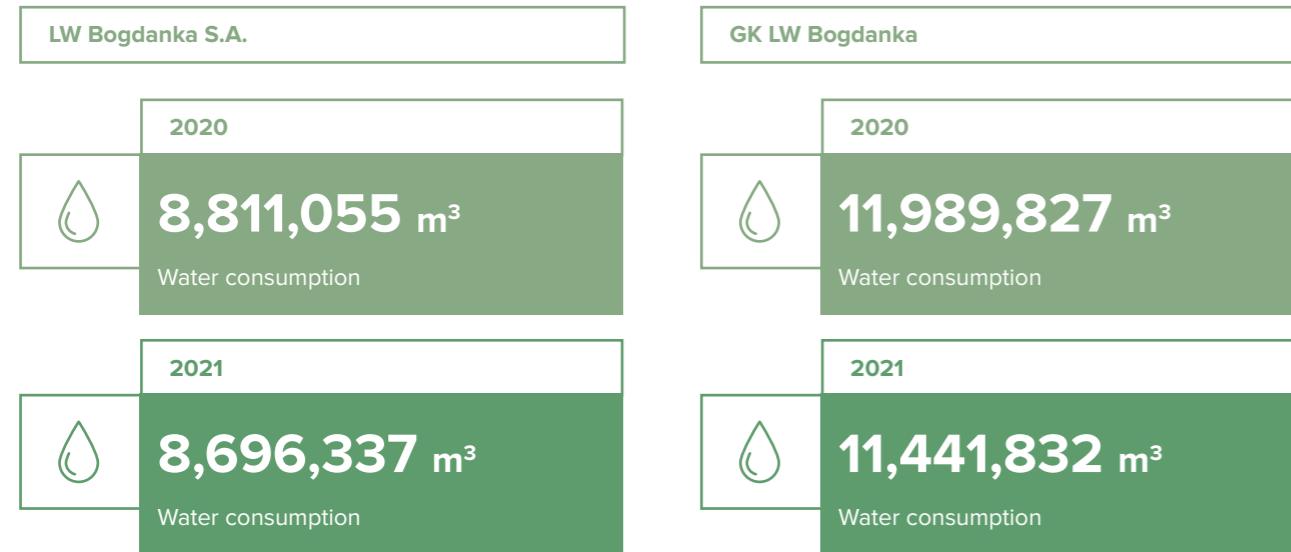 LW Bogdanka S.A.
2020
8,811,055 m³
Water consumption
2021
8,696,337 m³
Water consumption
GK LW Bogdanka
2020
11,989,827 m³
Water consumption
2021
11,441,832 m³
Water consumption